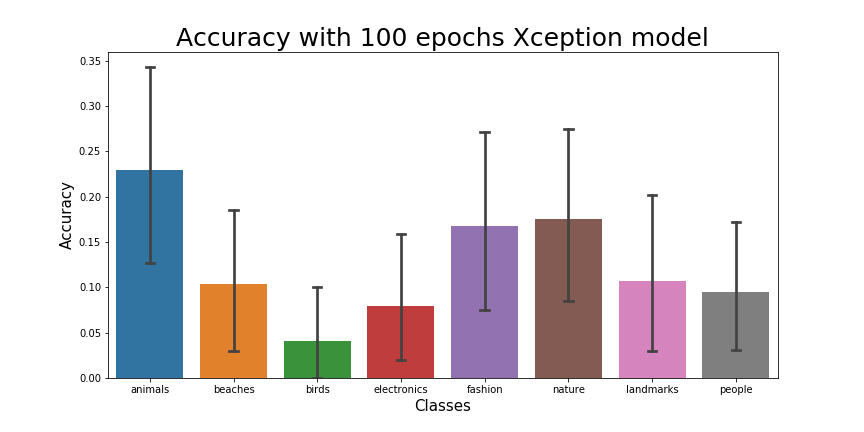 Accuracy with 100 epochs Xception model
Accuracy
0.35
0.30
0.25
0.20
0.15
0.10
0.05
0.00
animals beaches birds electronics fashion nature landmarks people
Classes